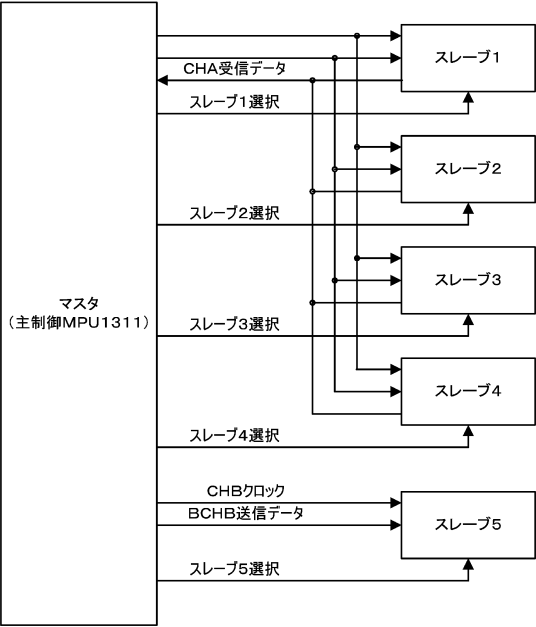 スレーブ1
CHA受信データ
スレーブ1選択
スレーブ2
スレーブ2選択
スレーブ3
マスタ
(主制御MPU1311)
スレーブ3選択
スレーブ4
スレーブ4選択
CHBクロック
BCHB送信データ
スレーブ5
スレーブ5選択